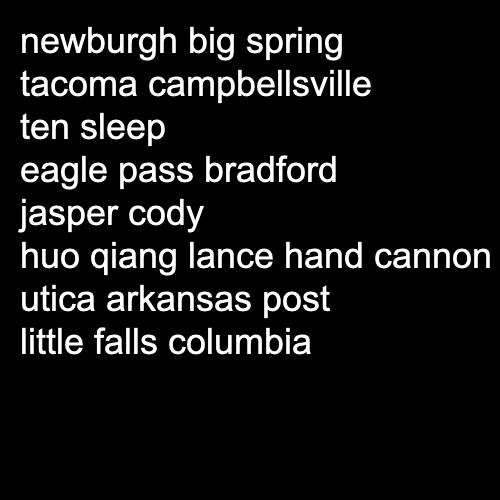 newburgh big spring
tacoma campbellsville
ten sleep
eagle pass bradford
jasper cody
huo qiang lance hand cannon
utica arkansas post
little falls columbia